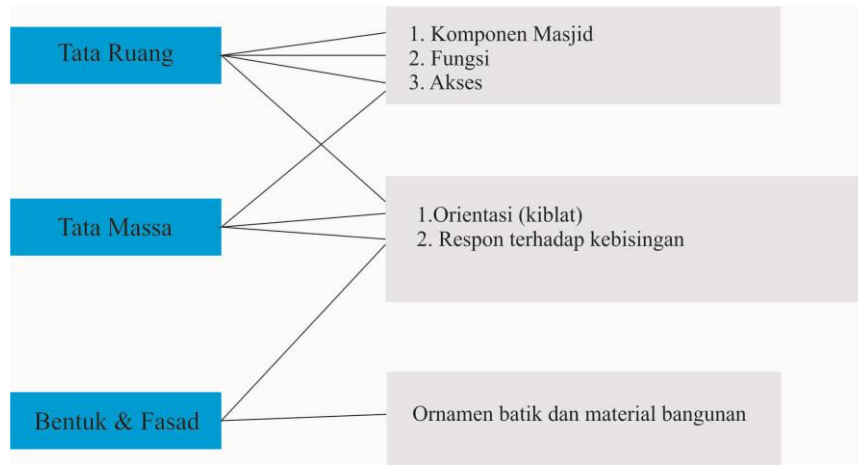 Tata Ruang
1. Komponen Masjid
2. Fungsi
3. Akses
Tata Massa
1.Orientasi (kiblat)
2. Respon terhadap kebisingan
Bentuk & Fasad
Ornamen batik dan material bangunan